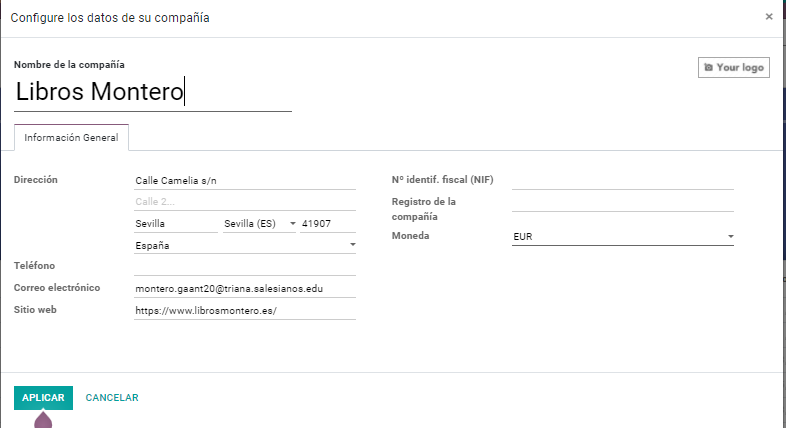 Configure los datos de su compañía ×
Nombre de la compañía
Your logo
Libros Montero
Información General
Dirección Calle Camelia s/n Nº identif. fiscal (NIF)
Calle 2... Registro de la
compañía
Sevilla Sevilla (ES) 41907
Moneda EUR
España
Teléfono
Correo electrónico montero.gaant20@triana.salesianos.edu
Sitio web https://www.librosmontero.es/
APLICAR CANCELAR